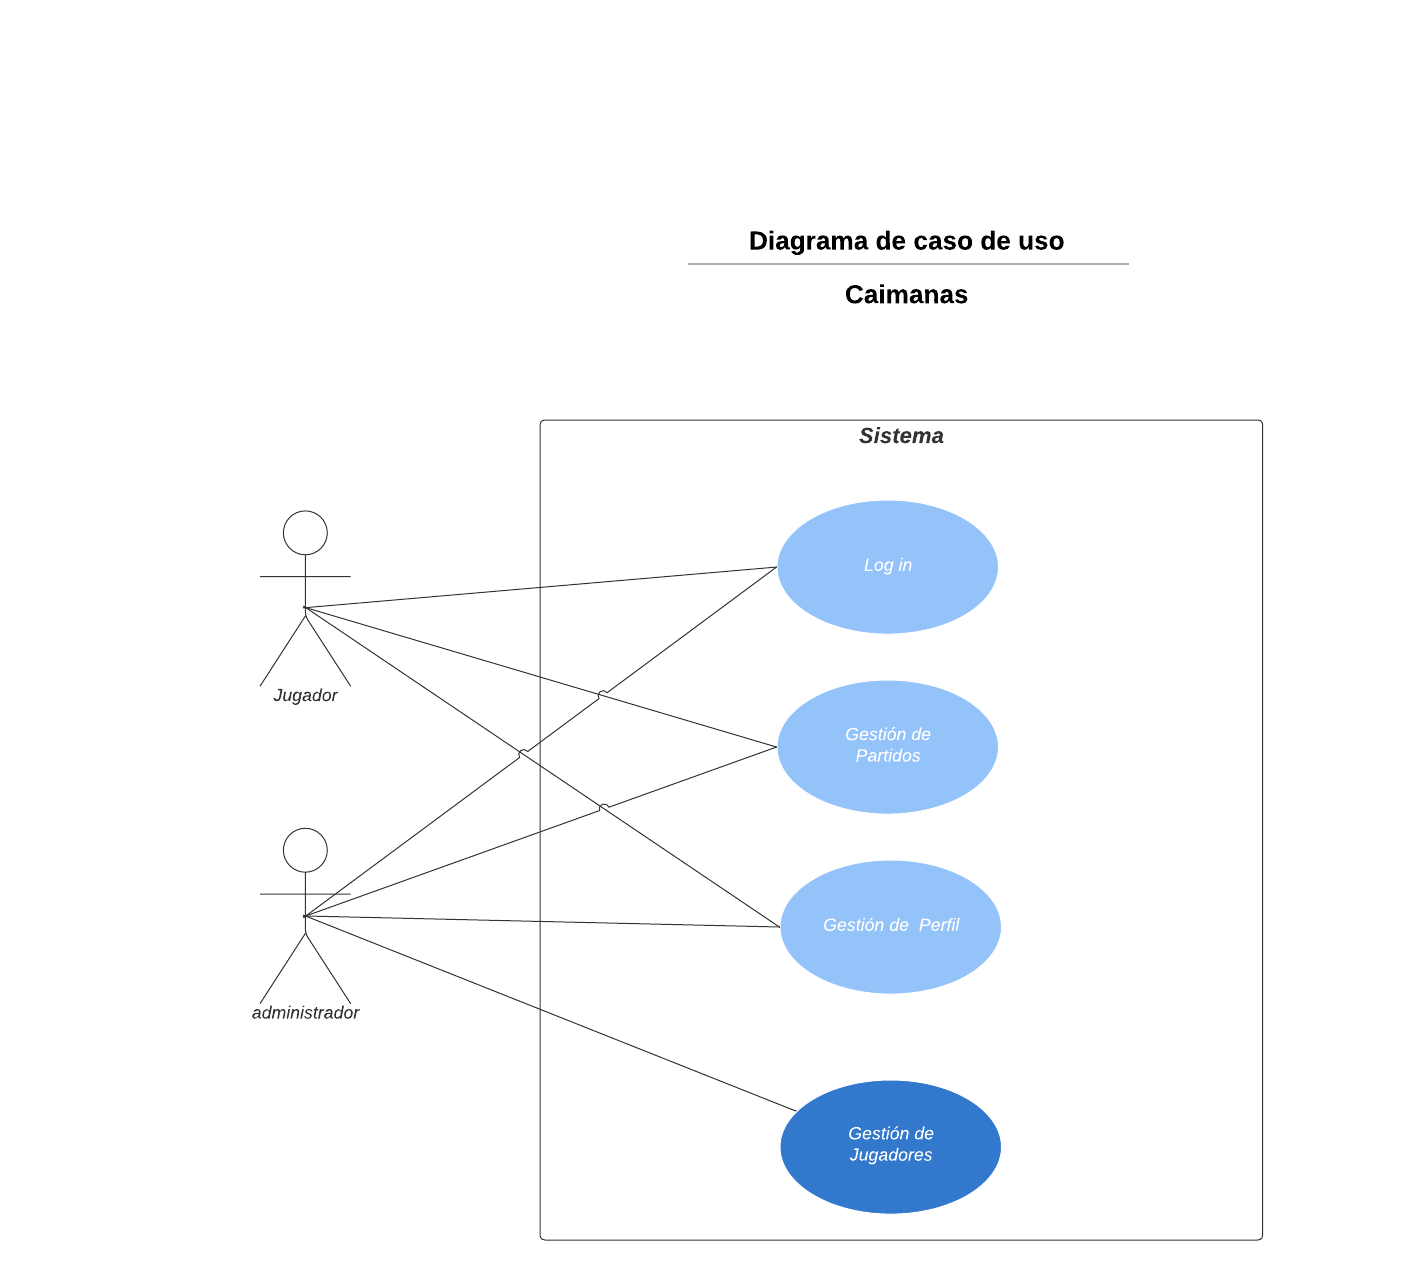 Diagrama de caso de uso
Caimanas
Sistema
Log in
Jugador
Gestión de
Partidos
Gestión de  Perfil
administrador
Gestión de
Jugadores